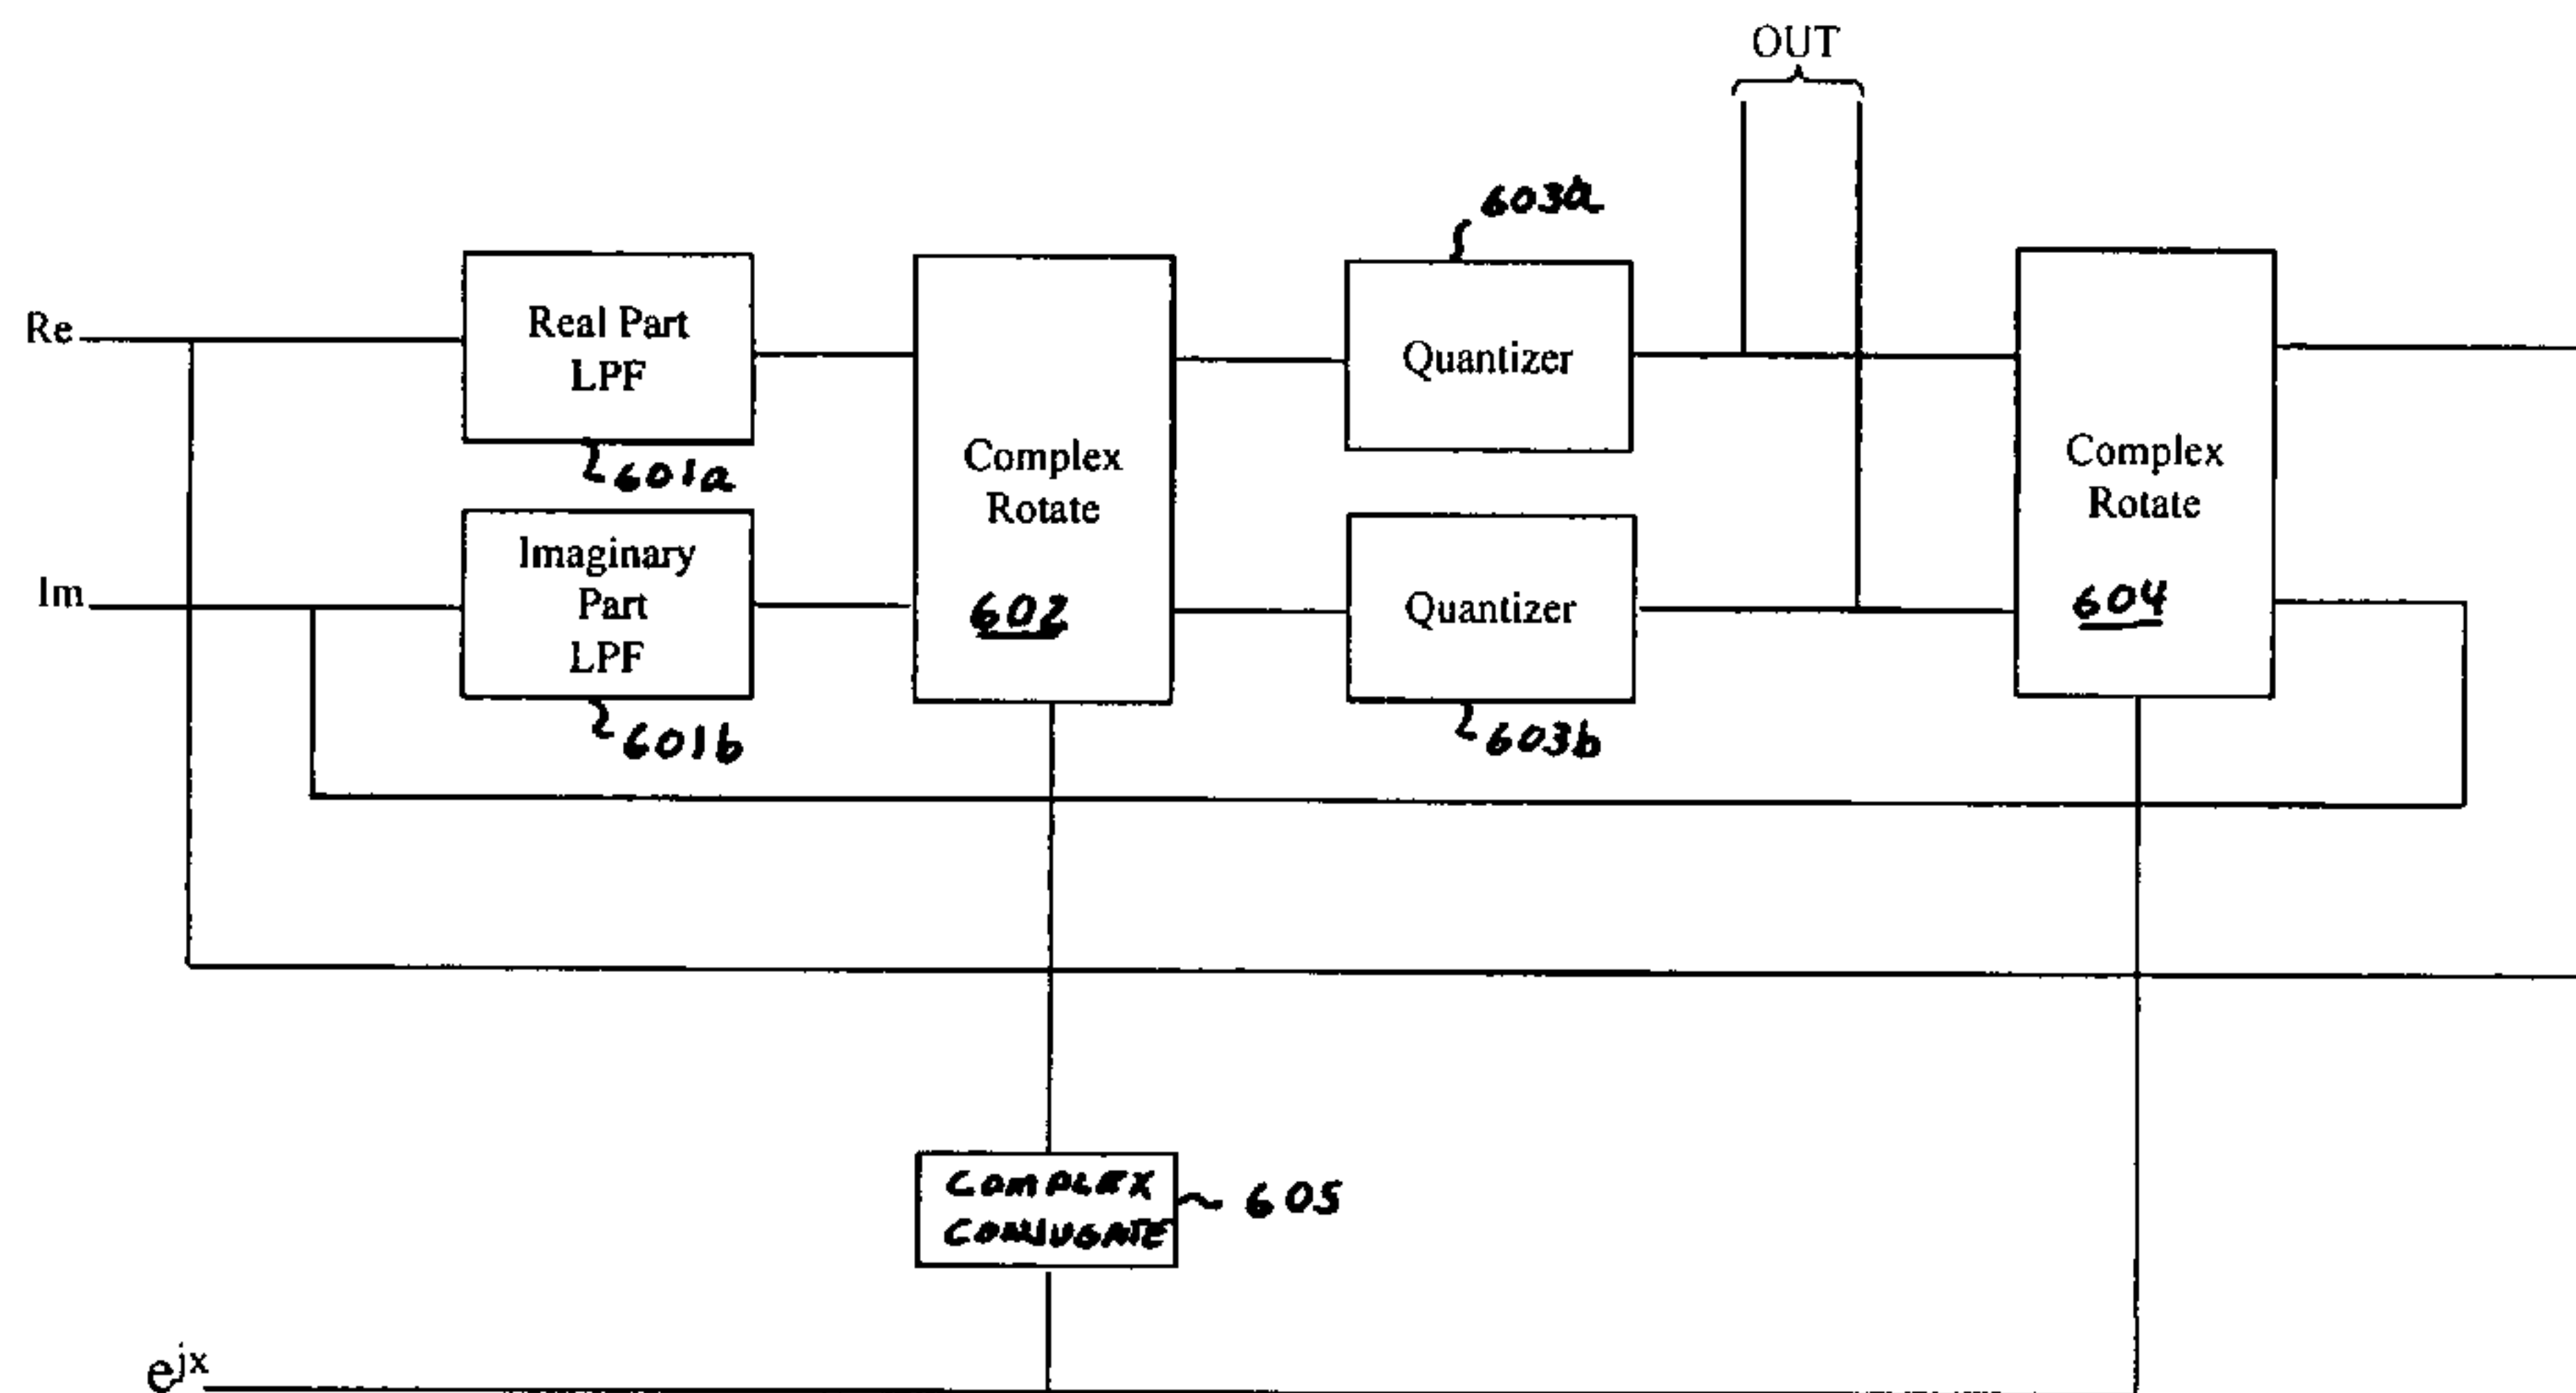 OUT
603a
Re
Real Part
LPF
Quantizer
Complex
Rotate
602
Complex
Rotate
604
601a
Im
Imaginary
Part
LPF
Quantizer
601b
603b
COMPLEX
CONJUGATE
605
ejx